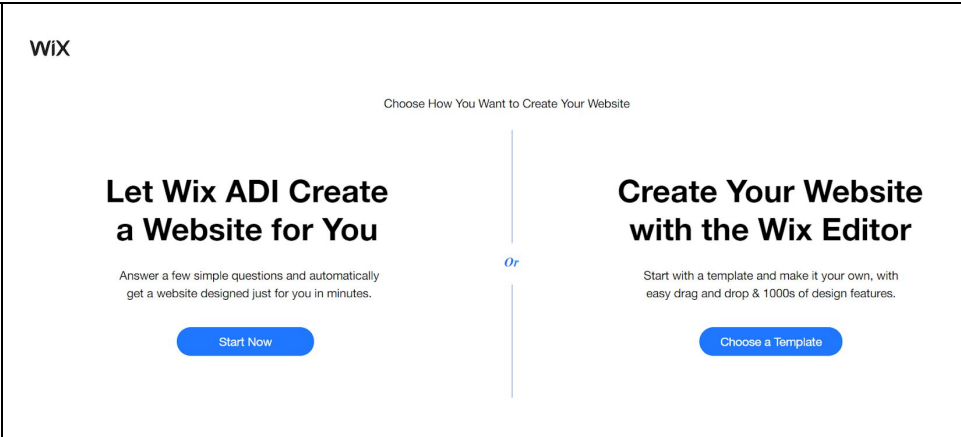 WiX
Choose How You Want to Create Your Website
Let Wix ADI Create
a Website for You
Answer a few simple questions and automatically
get a website designed just for you in minutes.
Start Now
Or
Create Your Website
with the Wix Editor
Start with a template and make it your own, with
easy drag and drop & 1000s of design features.
Choose a Template